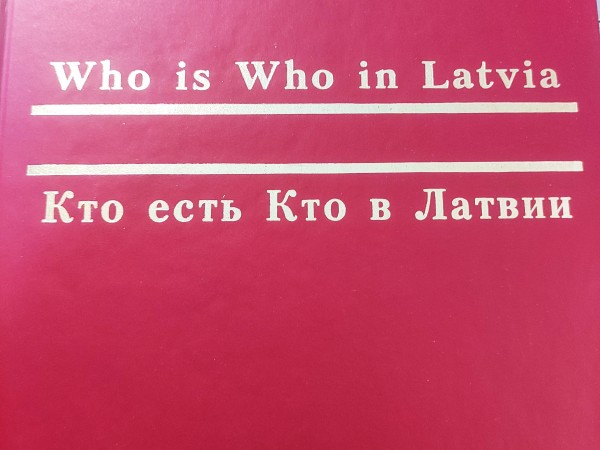 Who is Who in Latvia
Кто есть Кто в Латвии